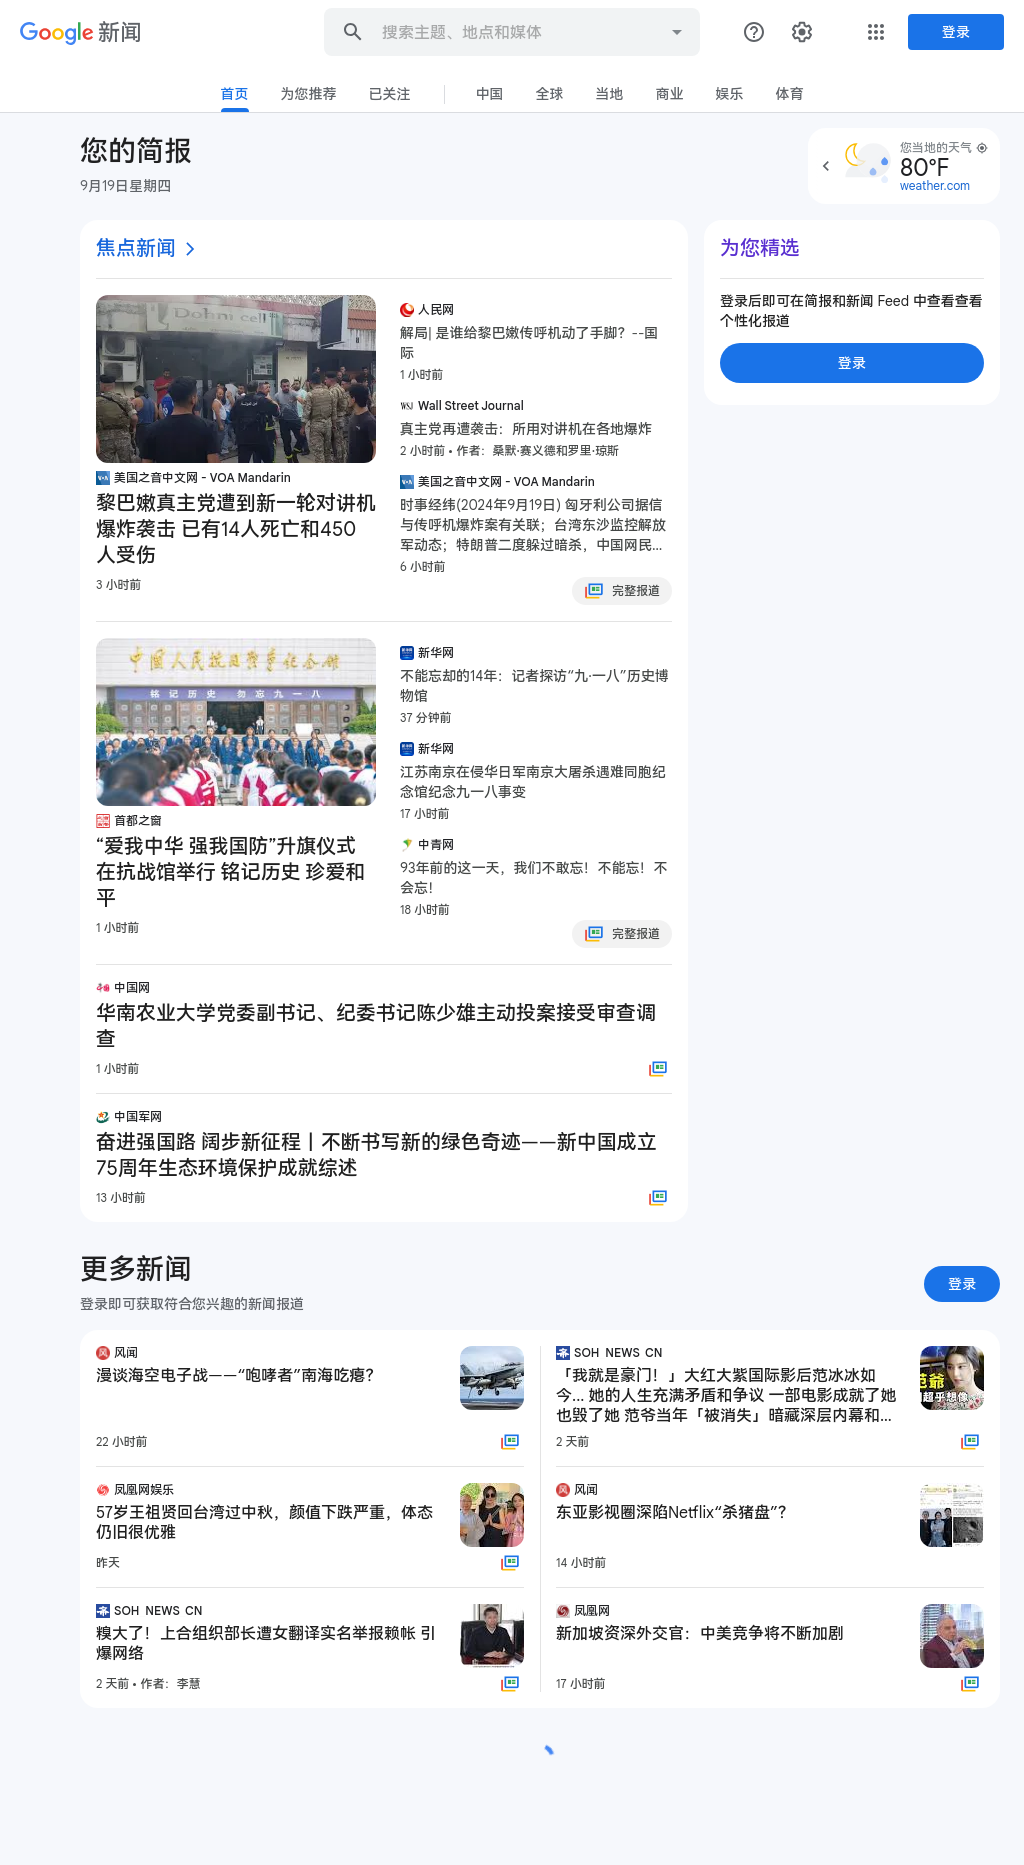 Google 新闻
搜索主题、地点和媒体
登录
首页
为您推荐
已关注
中国
全球
当地
商业
娱乐
体育
您的简报
9月19日星期四
您当地的天气
80°F
weather.com
焦点新闻
Dohni cell
美国之音中文网 - VOA Mandarin
黎巴嫩真主党遭到新一轮对讲机
爆炸袭击 已有14人死亡和450
人受伤
3 小时前
人民网
解局| 是谁给黎巴嫩传呼机动了手脚？--国
际
1 小时前
Wall Street Journal
真主党再遭袭击：所用对讲机在各地爆炸
2 小时前 • 作者：桑默·赛义德和罗里·琼斯
美国之音中文网 - VOA Mandarin
时事经纬(2024年9月19日) 匈牙利公司据信
与传呼机爆炸案有关联；台湾东沙监控解放
军动态；特朗普二度躲过暗杀，中国网民...
6 小时前
完整报道
为您精选
登录后即可在简报和新闻 Feed 中查看查看
个性化报道
登录
中国人民抗日战争纪念馆
铭记历史 勿忘九一八
首都之窗
“爱我中华 强我国防”升旗仪式
在抗战馆举行 铭记历史 珍爱和
平
1 小时前
新华网
不能忘却的14年：记者探访“九·一八”历史博
物馆
37 分钟前
新华网
江苏南京在侵华日军南京大屠杀遇难同胞纪
念馆纪念九一八事变
17 小时前
中青网
93年前的这一天，我们不敢忘！不能忘！不
会忘！
18 小时前
完整报道
中国网
华南农业大学党委副书记、纪委书记陈少雄主动投案接受审查调
查
1 小时前
中国军网
奋进强国路 阔步新征程丨不断书写新的绿色奇迹——新中国成立
75周年生态环境保护成就综述
13 小时前
更多新闻
登录即可获取符合您兴趣的新闻报道
登录
风闻
漫谈海空电子战——“咆哮者”南海吃瘪？
22 小时前
SOH NEWS CN
「我就是豪门！」大红大紫国际影后范冰冰如
今... 她的人生充满矛盾和争议 一部电影成就了她
也毁了她 范爷当年「被消失」暗藏深层内幕和...
2 天前
范爷
超乎想像
凤凰网娱乐
57岁王祖贤回台湾过中秋，颜值下跌严重，体态
仍旧很优雅
昨天
风闻
东亚影视圈深陷Netflix“杀猪盘”？
14 小时前
SOH NEWS CN
糗大了！上合组织部长遭女翻译实名举报赖帐 引
爆网络
2 天前 • 作者：李慧
凤凰网
新加坡资深外交官：中美竞争将不断加剧
17 小时前